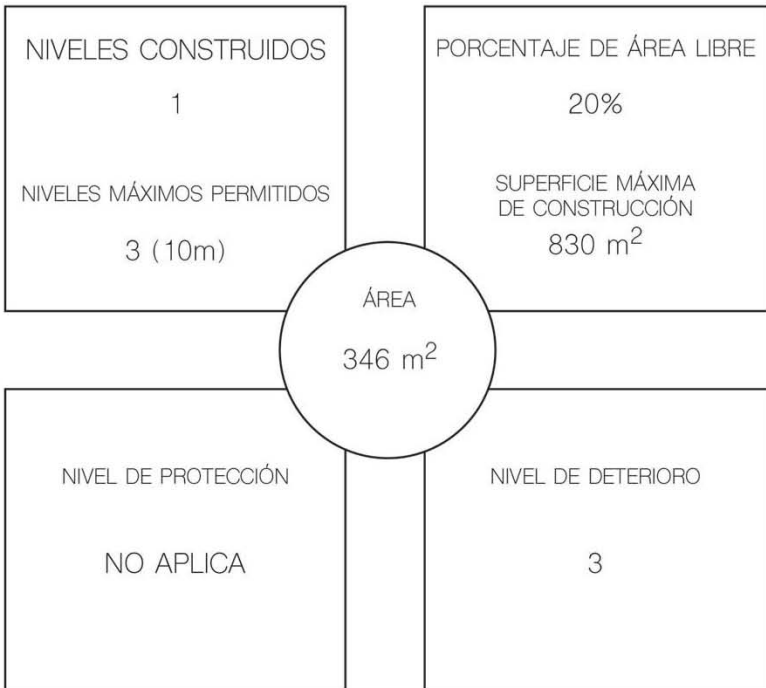 NIVELES CONSTRUIDOS
1
NIVELES MÁXIMOS PERMITIDOS
3 (10m)
PORCENTAJE DE ÁREA LIBRE
20%
SUPERFICIE MÁXIMA
DE CONSTRUCCIÓN
830 m²
ÁREA
346 m²
NIVEL DE PROTECCIÓN
NO APLICA
NIVEL DE DETERIORO
3